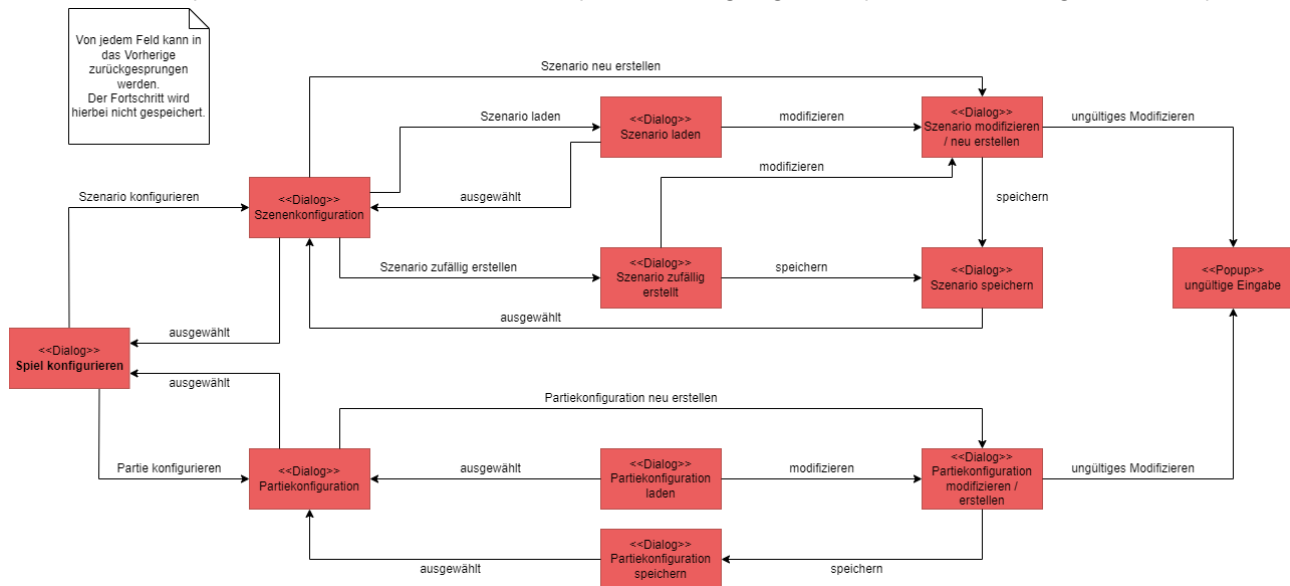 Von jedem Feld kann in
das Vorherige
zurückgesprungen
werden.
Der Fortschritt wird
hierbei nicht gespeichert.
Szenario neu erstellen
Szenario laden
<<Dialog>>
Szenario laden
modifizieren
<<Dialog>>
Szenario modifizieren
/ neu erstellen
ungültiges Modifizieren
modifizieren
Szenario konfigurieren
<<Dialog>>
Szenenkonfiguration
ausgewählt
speichern
Szenario zufällig erstellen
<<Dialog>>
Szenario zufällig
erstellt
speichern
<<Dialog>>
Szenario speichern
<<Popup>>
ungültige Eingabe
ausgewählt
ausgewählt
<<Dialog>>
Spiel konfigurieren
ausgewählt
Partiekonfiguration neu erstellen
Partie konfigurieren
<<Dialog>>
Partiekonfiguration
ausgewählt
<<Dialog>>
Partiekonfiguration
laden
modifizieren
<<Dialog>>
Partiekonfiguration
modifizieren /
erstellen
ungültiges Modifizieren
<<Dialog>>
Partiekonfiguration
speichern
ausgewählt
speichern